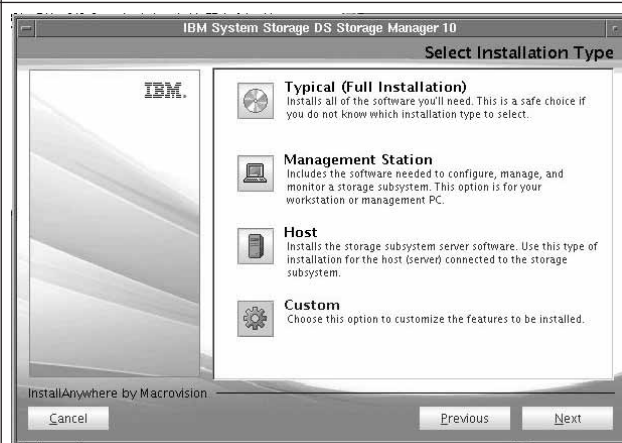 IBM System Storage DS Storage Manager 10
Select Installation Type
IBM.
Typical (Full Installation)
Installs all of the software you'll need. This is a safe choice if
you do not know which installation type to select.
Management Station
Includes the software needed to configure, manage, and
monitor a storage subsystem. This option is for your
workstation or management PC.
Host
Installs the storage subsystem server software. Use this type of
installation for the host (server) connected to the storage
subsystem.
Custom
Choose this option to customize the features to be installed.
InstallAnywhere by Macrovision
Cancel
Previous
Next